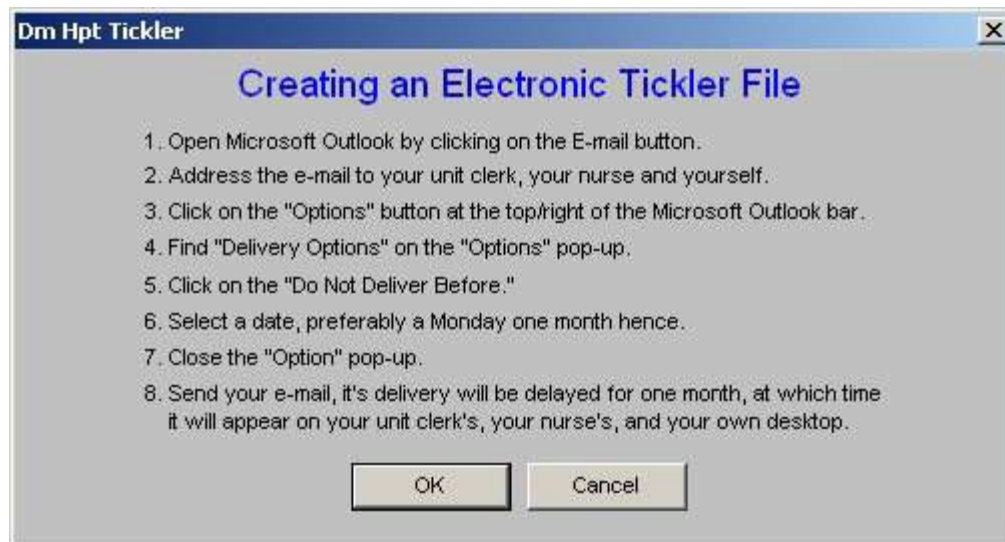 Dm Hpt Tickler
Creating an Electronic Tickler File
1. Open Microsoft Outlook by clicking on the E-mail button.
2. Address the e-mail to your unit clerk, your nurse and yourself.
3. Click on the "Options" button at the top/right of the Microsoft Outlook bar.
4. Find "Delivery Options" on the "Options" pop-up.
5. Click on the "Do Not Deliver Before."
6. Select a date, preferably a Monday one month hence.
7. Close the "Option" pop-up.
8. Send your e-mail, it's delivery will be delayed for one month, at which time
it will appear on your unit clerk's, your nurse's, and your own desktop.
OK Cancel